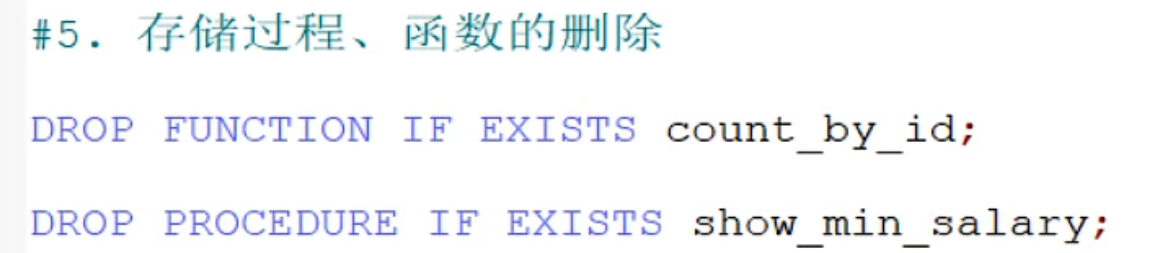 #5. 存储过程、函数的删除
DROP FUNCTION IF EXISTS count_by_id;
DROP PROCEDURE IF EXISTS show_min_salary;